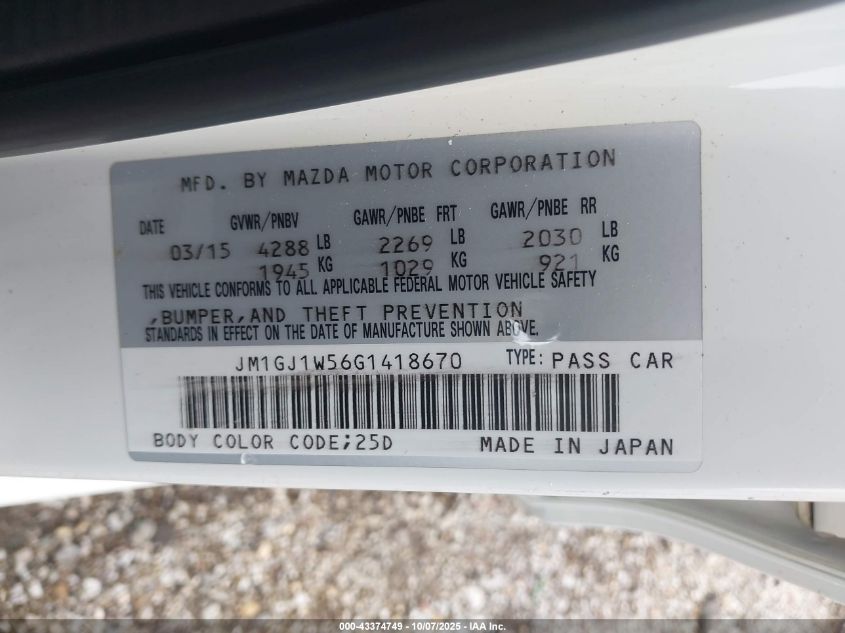 MFD. BY MAZDA MOTOR CORPORATION
DATE GVWR/PNBV GAWR/PNBE FRT GAWR/PNBE RR
03/15 4288 LB 2269 LB 2030 LB
1945 KG 1029 KG 921 KG
THIS VEHICLE CONFORMS TO ALL APPLICABLE FEDERAL MOTOR VEHICLE SAFETY
,BUMPER,AND THEFT PREVENTION
STANDARDS IN EFFECT ON THE DATE OF MANUFACTURE SHOWN ABOVE.
JM1GJ1W56G1418670 TYPE: PASS CAR
BODY COLOR CODE;25D MADE IN JAPAN
000-43374749 - 10/07/2025 - IAA Inc.